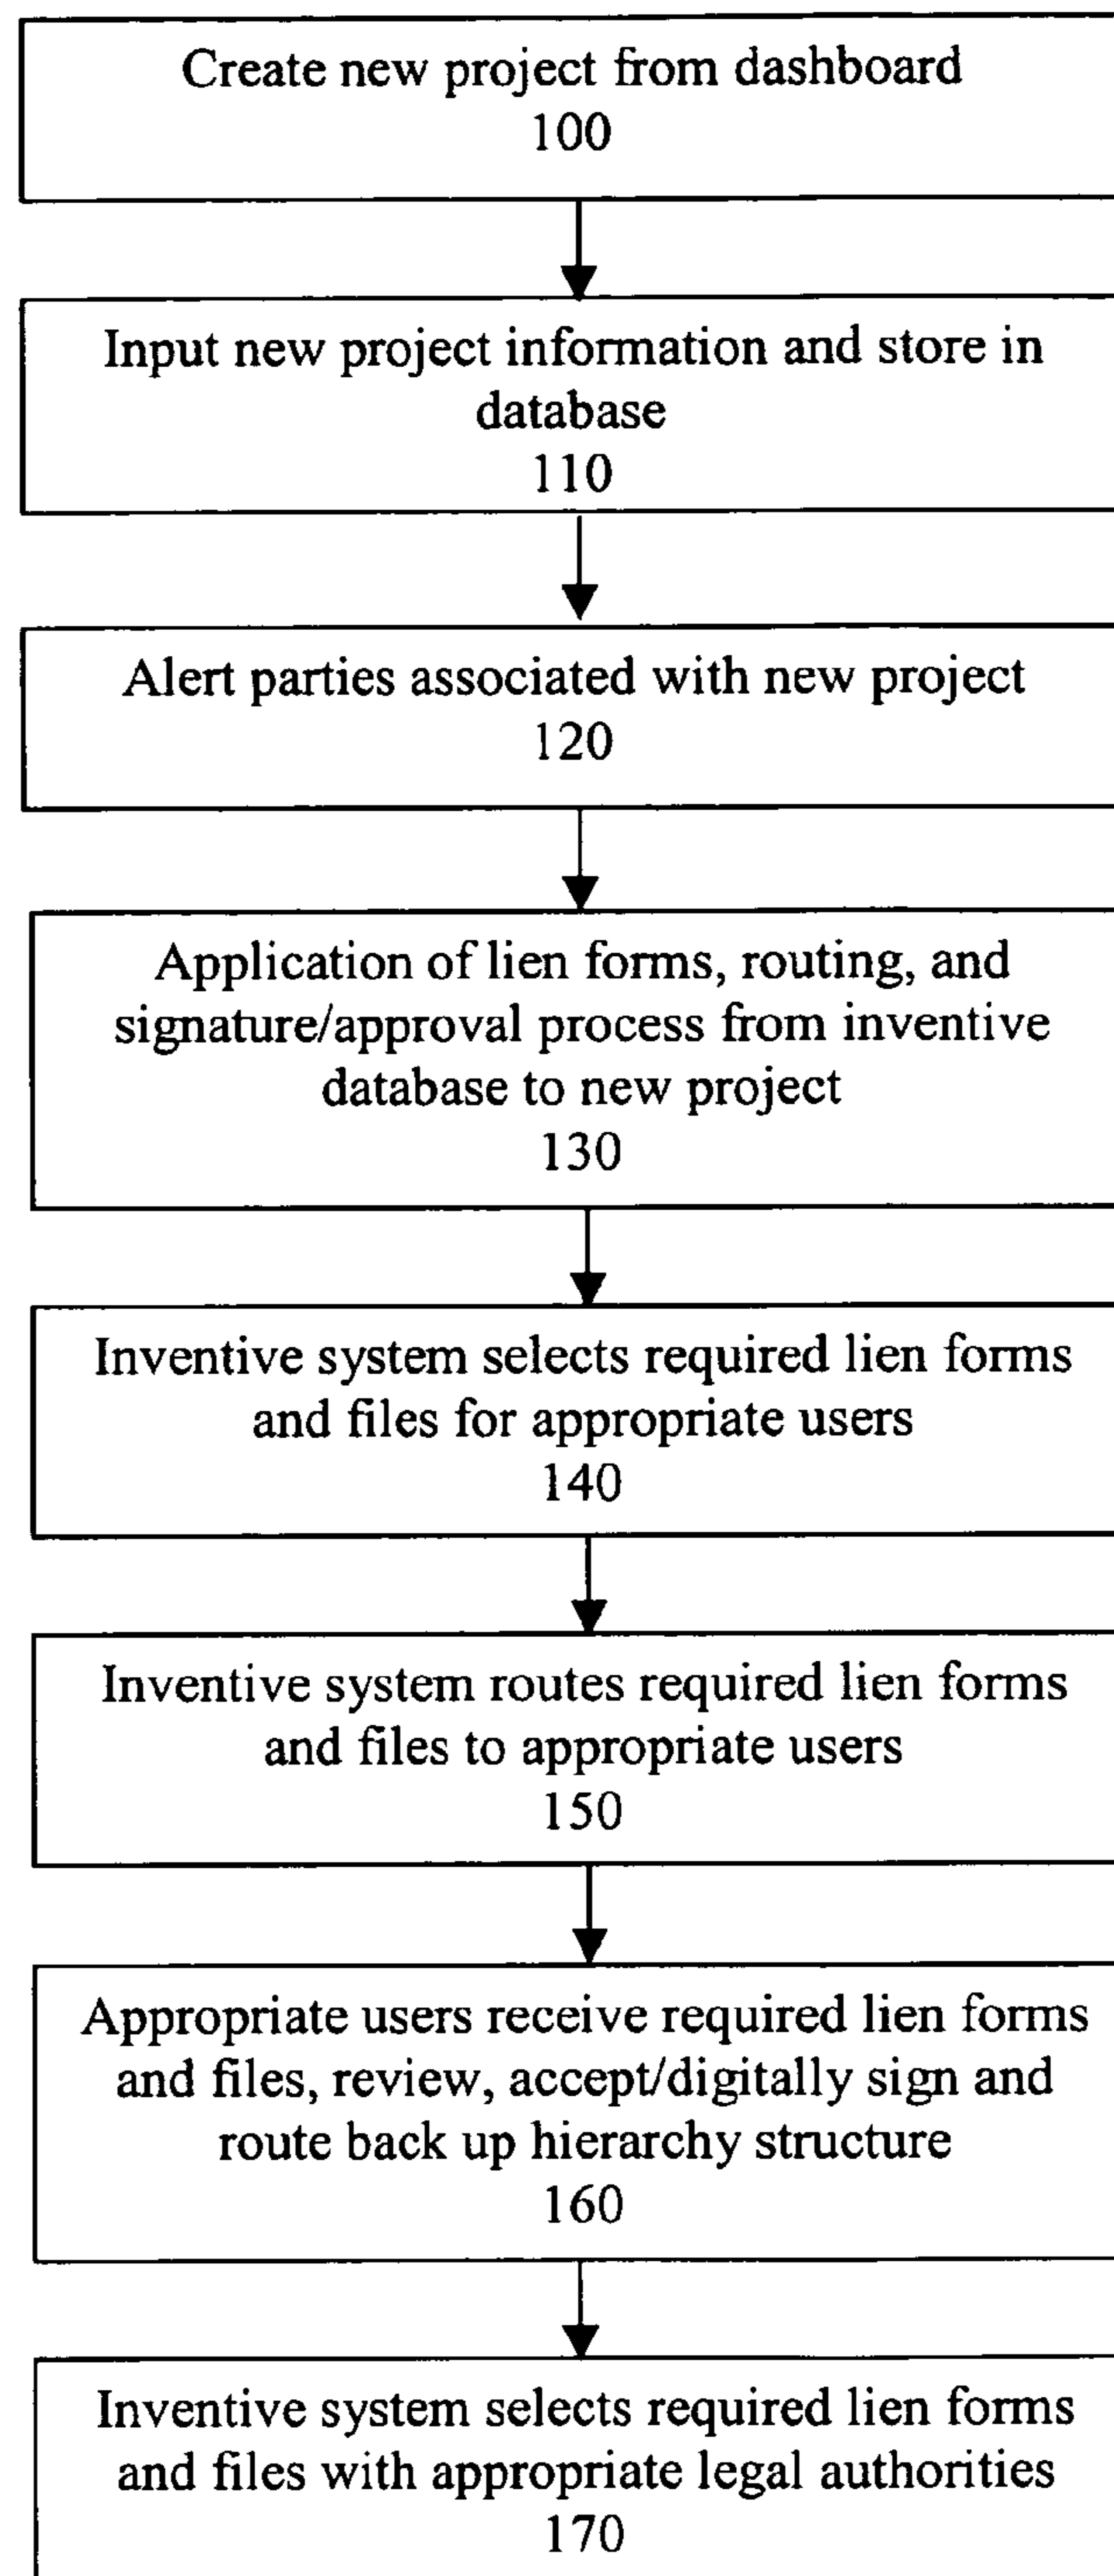 Create new project from dashboard
100
Input new project information and store in
database
110
Alert parties associated with new project
120
Application of lien forms, routing, and
signature/approval process from inventive
database to new project
130
Inventive system selects required lien forms
and files for appropriate users
140
Inventive system routes required lien forms
and files to appropriate users
150
Appropriate users receive required lien forms
and files, review, accept/digitally sign and
route back up hierarchy structure
160
Inventive system selects required lien forms
and files with appropriate legal authorities
170